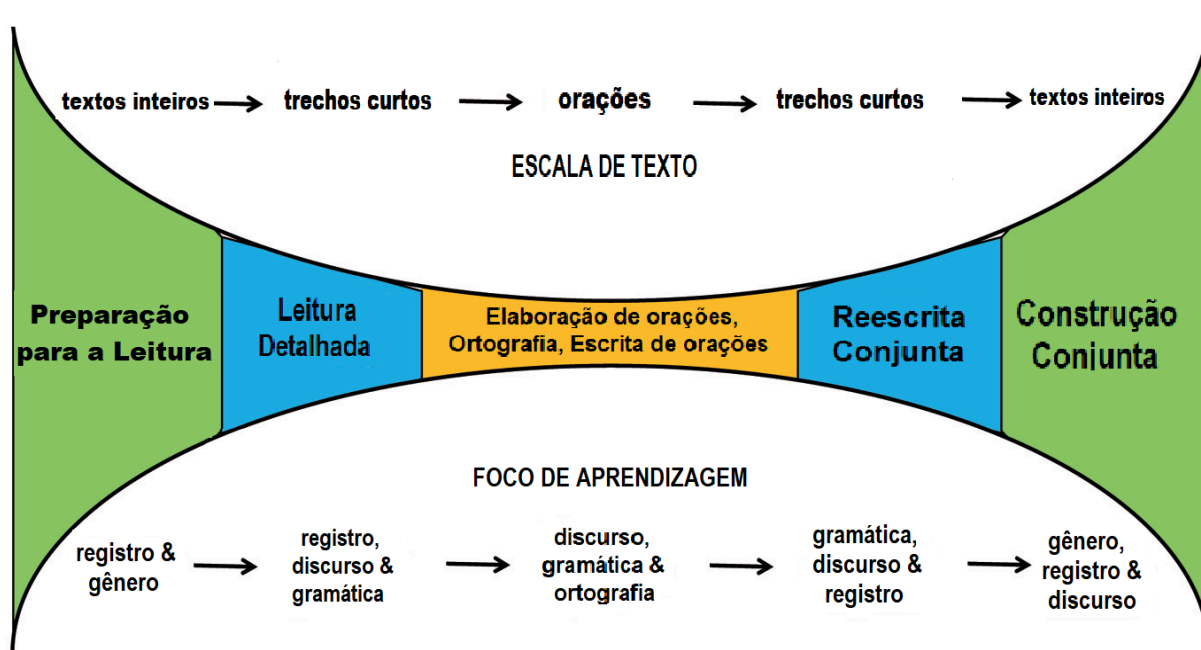 textos inteiros → trechos curtos → orações → trechos curtos → textos inteiros
ESCALA DE TEXTO
Preparação
para a Leitura
Leitura
Detalhada
Elaboração de orações,
Ortografia, Escrita de orações
Reescrita
Conjunta
Construção
Conjunta
FOCO DE APRENDIZAGEM
registro &
gênero
registro,
discurso &
gramática
discurso,
gramática &
ortografia
gramática,
discurso &
registro
gênero,
registro &
discurso